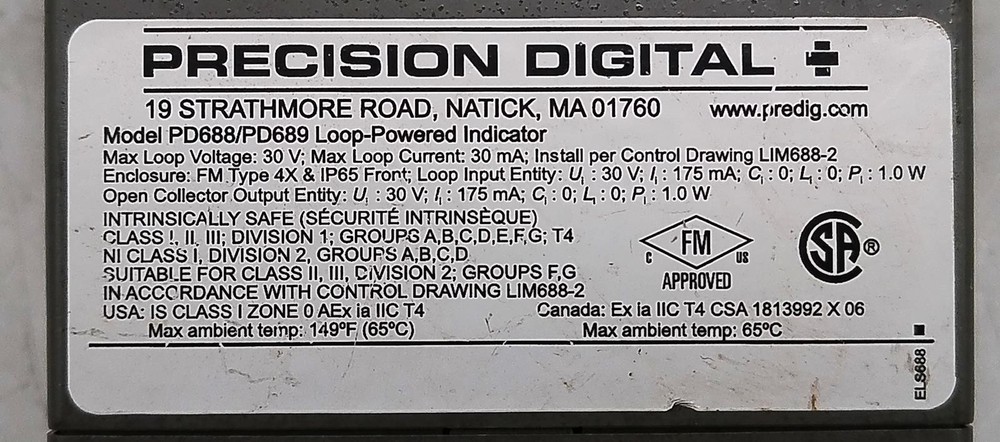 PRECISION DIGITAL
19 STRATHMORE ROAD, NATICK, MA 01760 www.predig.com
Model PD688/PD689 Loop-Powered Indicator
Max Loop Voltage: 30 V; Max Loop Current: 30 mA; Install per Control Drawing LIM688-2
Enclosure: FM Type 4X & IP65 Front; Loop Input Entity: Uᵢ : 30 V; Iᵢ : 175 mA; Cᵢ : 0; Lᵢ : 0; Pᵢ : 1.0 W
Open Collector Output Entity: Uᵢ : 30 V; Iᵢ : 175 mA; Cᵢ : 0; Lᵢ : 0; Pᵢ : 1.0 W
INTRINSICALLY SAFE (SÉCURITÉ INTRINSÈQUE)
CLASS I, II, III; DIVISION 1; GROUPS A,B,C,D,E,F,G; T4
NI CLASS I, DIVISION 2, GROUPS A,B,C,D
SUITABLE FOR CLASS II, III, DIVISION 2; GROUPS F,G
IN ACCORDANCE WITH CONTROL DRAWING LIM688-2
FM
C US
APPROVED
SA®
USA: IS CLASS I ZONE 0 AEx ia IIC T4 Canada: Ex ia IIC T4 CSA 1813992 X 06
Max ambient temp: 149ºF (65ºC) Max ambient temp: 65ºC
ELS688